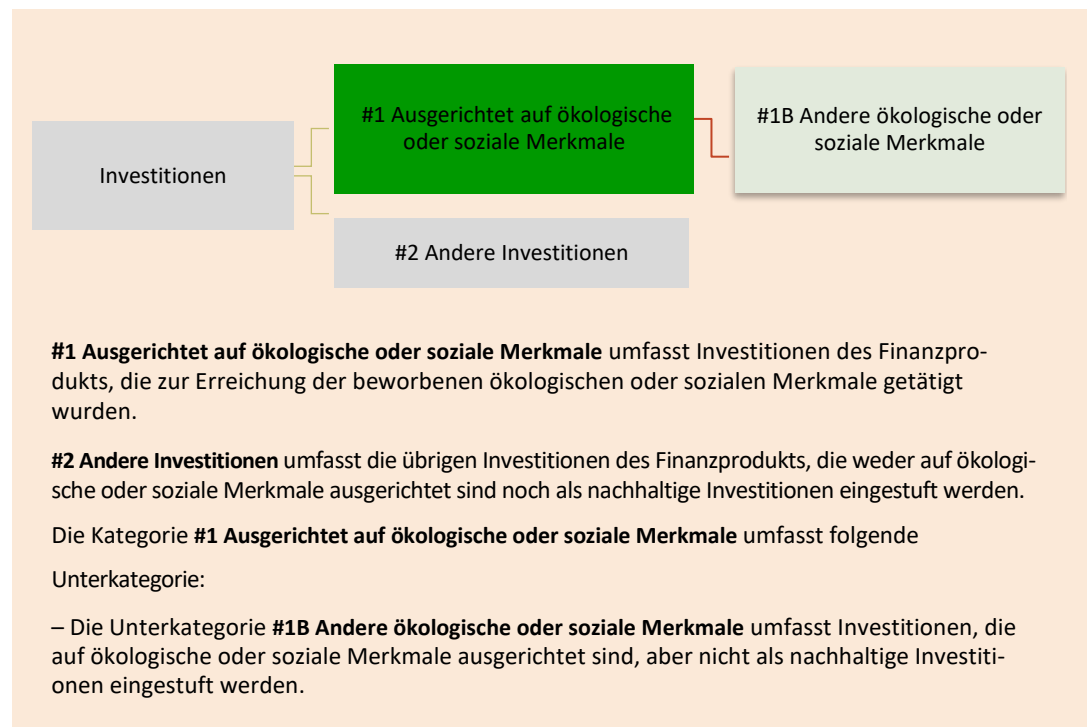 #1 Ausgerichtet auf ökologische
oder soziale Merkmale
#1B Andere ökologische oder
soziale Merkmale
Investitionen
#2 Andere Investitionen
#1 Ausgerichtet auf ökologische oder soziale Merkmale umfasst Investitionen des Finanzpro-
dukts, die zur Erreichung der beworbenen ökologischen oder sozialen Merkmale getätigt
wurden.
#2 Andere Investitionen umfasst die übrigen Investitionen des Finanzprodukts, die weder auf ökologi-
sche oder soziale Merkmale ausgerichtet sind noch als nachhaltige Investitionen eingestuft werden.
Die Kategorie #1 Ausgerichtet auf ökologische oder soziale Merkmale umfasst folgende
Unterkategorie:
– Die Unterkategorie #1B Andere ökologische oder soziale Merkmale umfasst Investitionen, die
auf ökologische oder soziale Merkmale ausgerichtet sind, aber nicht als nachhaltige Investiti-
onen eingestuft werden.